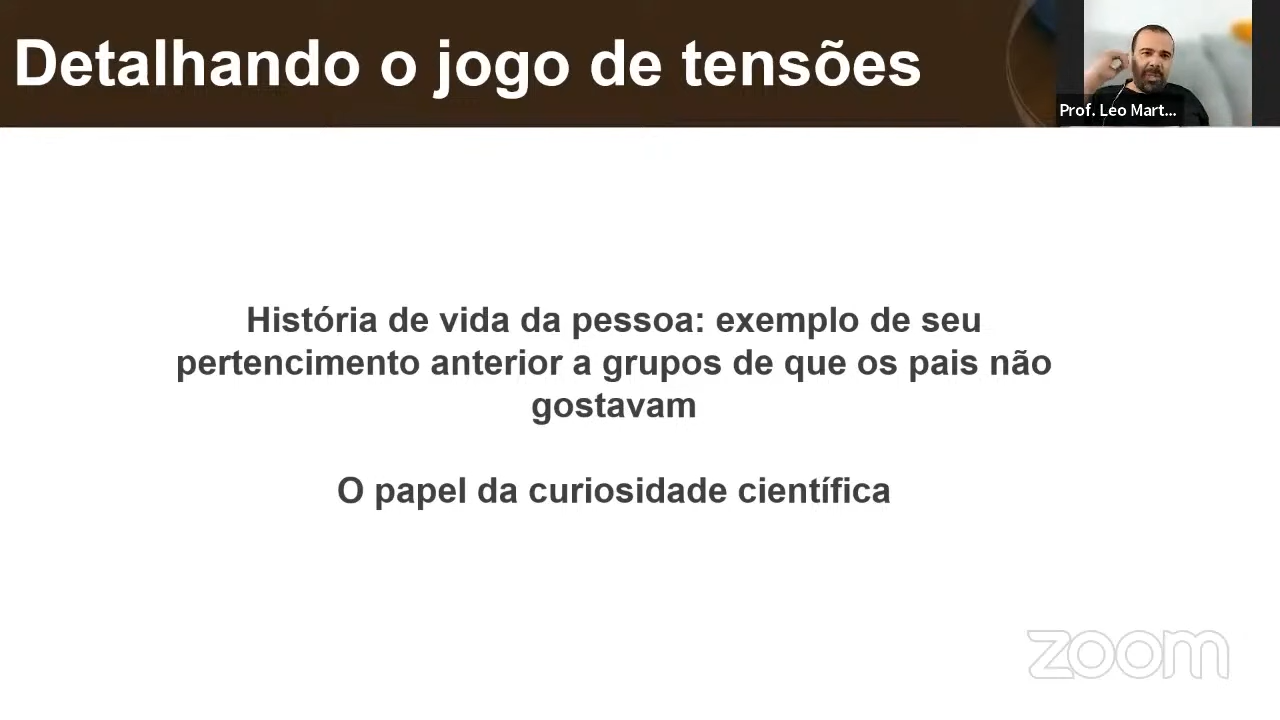 Detalhando o jogo de tensões
Prof. Leo Mart...
História de vida da pessoa: exemplo de seu
pertencimento anterior a grupos de que os pais não
gostavam
O papel da curiosidade científica
zoom